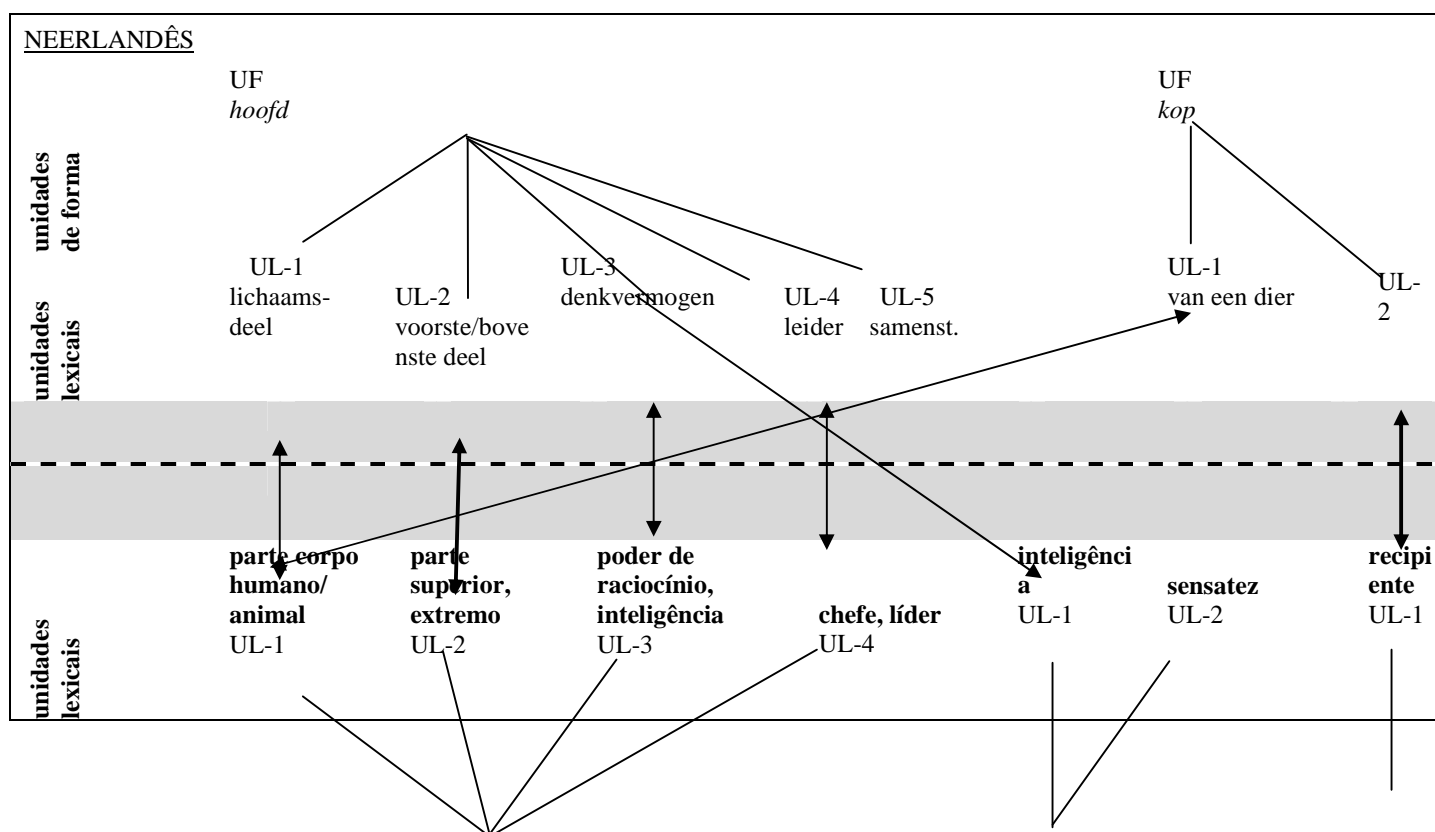 NEERLANDÊS
UF
hoofd
UF
kop
unidades
de forma
UL-1
lichaams-
deel
UL-2
voorste/bove
nste deel
UL-3
denkvermogen
UL-4
leider
UL-5
samenst.
UL-1
van een dier
UL-
2
unidades
lexicais
parte corpo
humano/
animal
UL-1
parte
superior,
extremo
UL-2
poder de
raciocínio,
inteligência
UL-3
chefe, líder
UL-4
inteligênci
a
UL-1
sensatez
UL-2
recipi
ente
UL-1
unidades
lexicais